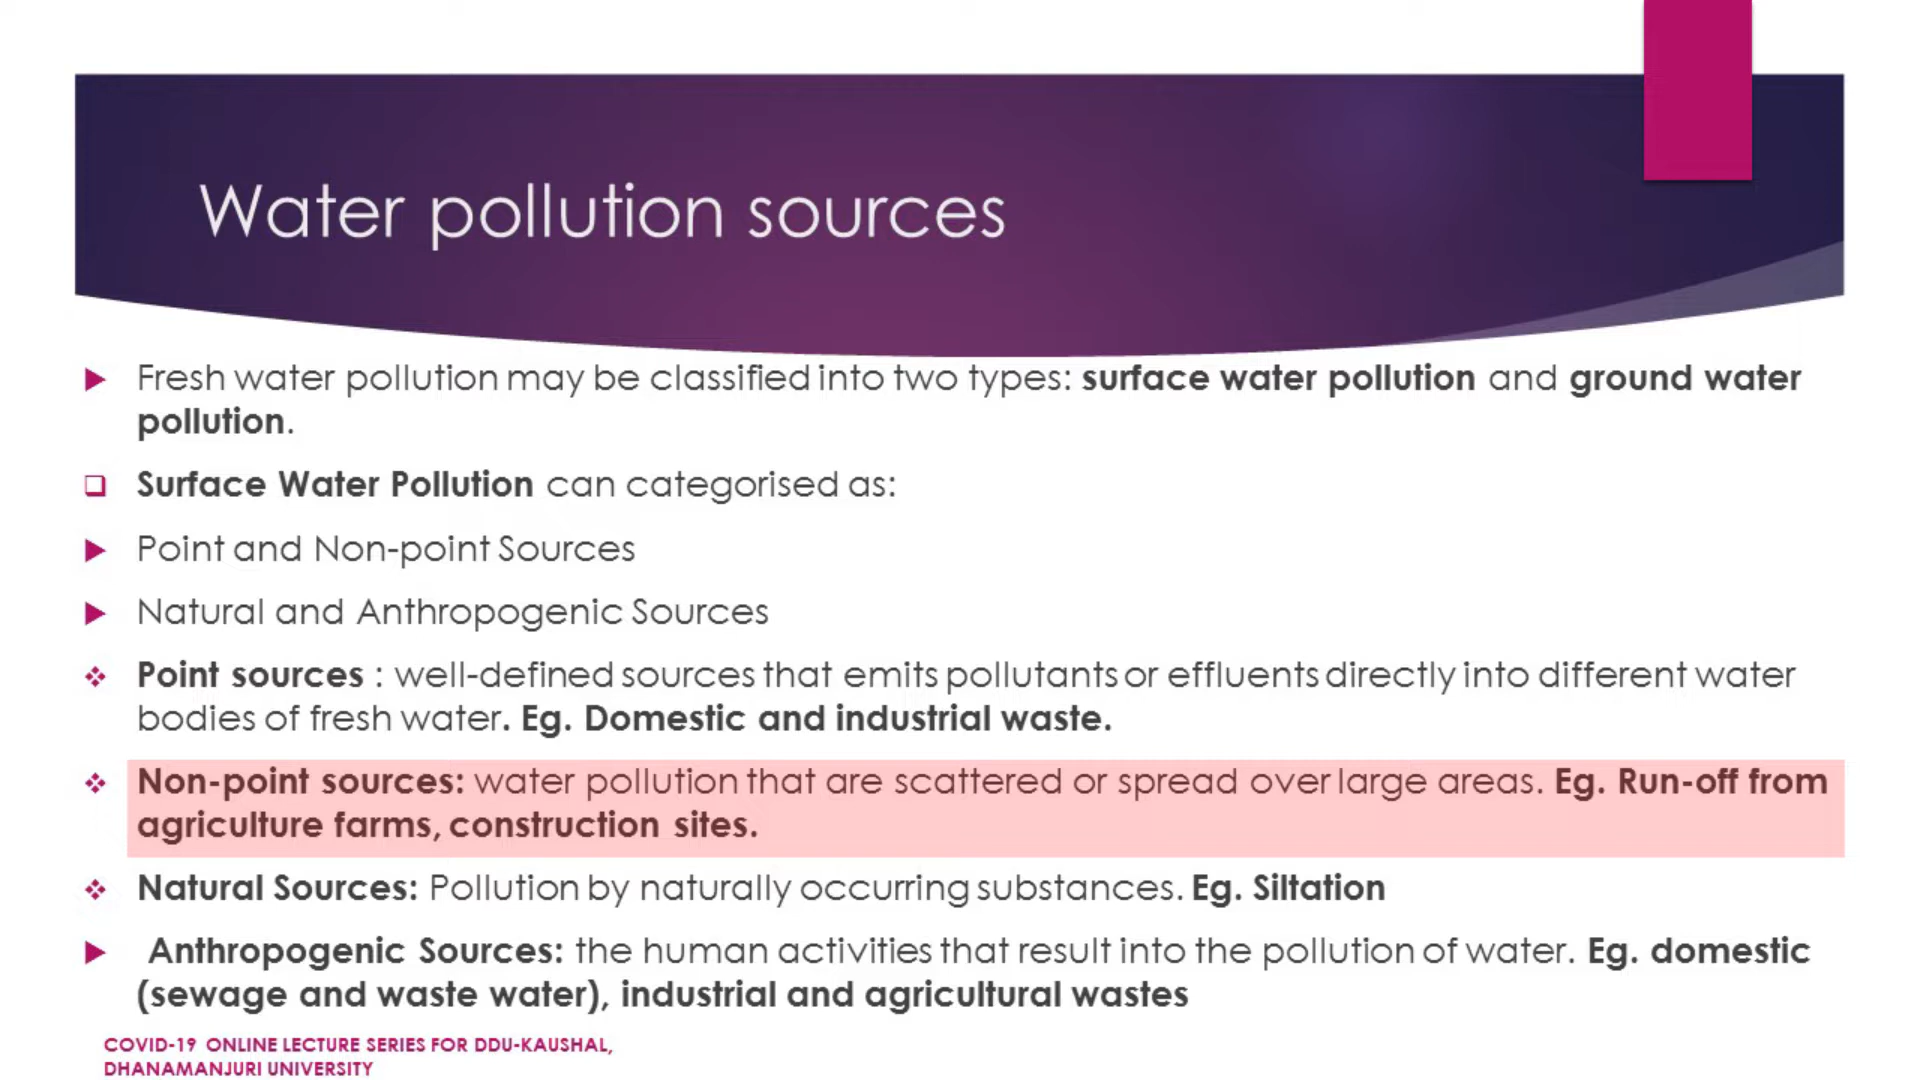 Water pollution sources
Fresh water pollution may be classified into two types: surface water pollution and ground water
pollution.
Surface Water Pollution can categorised as:
Point and Non-point Sources
Natural and Anthropogenic Sources
Point sources : well-defined sources that emits pollutants or effluents directly into different water
bodies of fresh water. Eg. Domestic and industrial waste.
Non-point sources: water pollution that are scattered or spread over large areas. Eg. Run-off from
agriculture farms, construction sites.
Natural Sources: Pollution by naturally occurring substances. Eg. Siltation
Anthropogenic Sources: the human activities that result into the pollution of water. Eg. domestic
(sewage and waste water), industrial and agricultural wastes
COVID-19 ONLINE LECTURE SERIES FOR DDU-KAUSHAL,
DHANAMANJURI UNIVERSITY